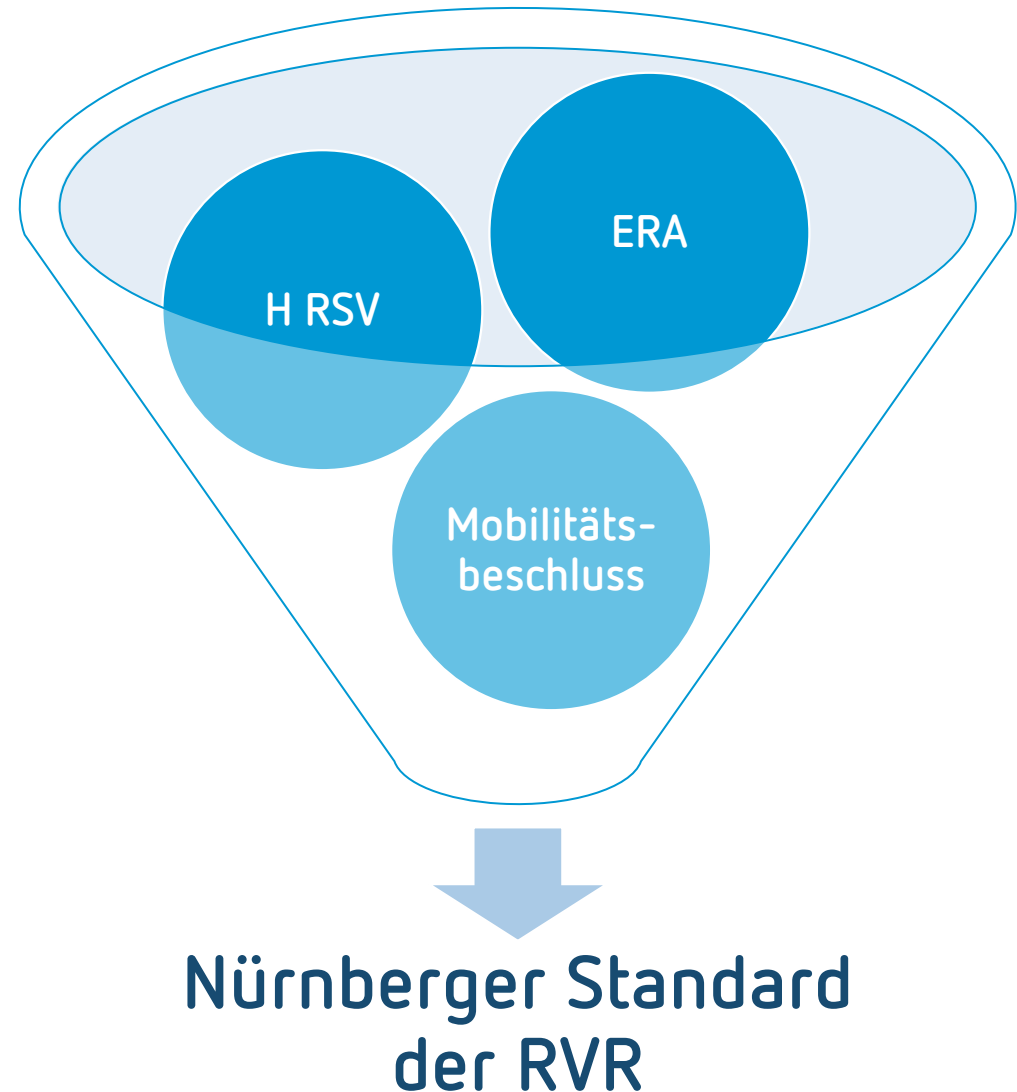 ERA
H RSV
Mobilitäts-
beschluss
Nürnberger Standard
der RVR